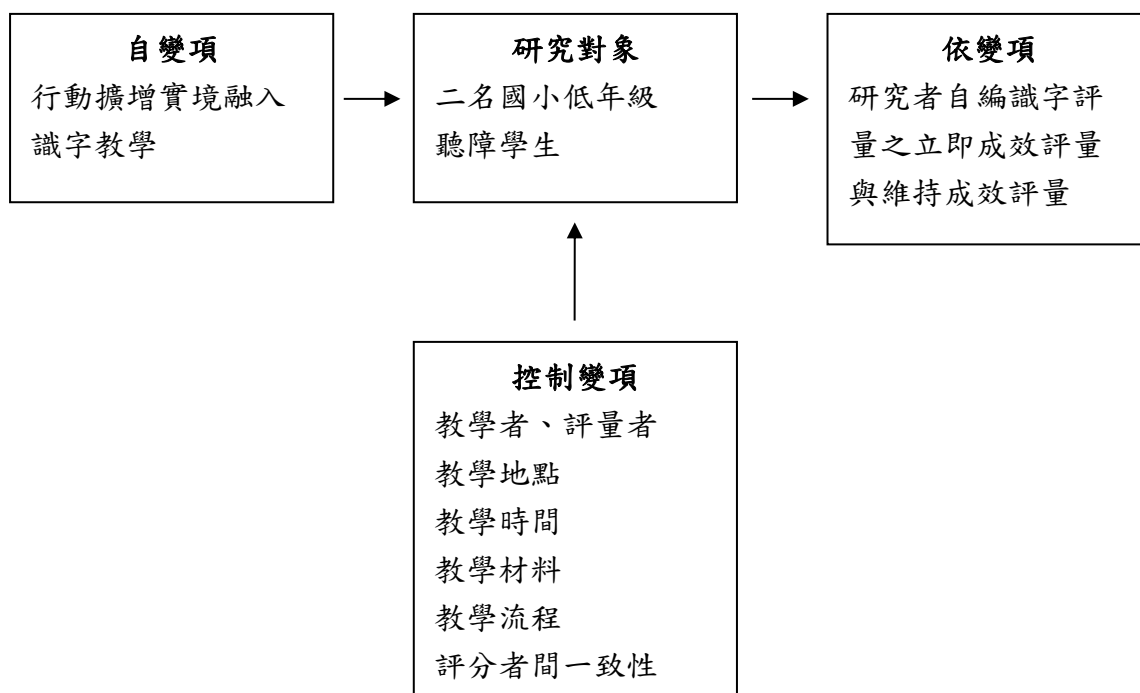 自變項
行動擴增實境融入
識字教學
研究對象
二名國小低年級
聽障學生
依變項
研究者自編識字評
量之立即成效評量
與維持成效評量
控制變項
教學者、評量者
教學地點
教學時間
教學材料
教學流程
評分者間一致性